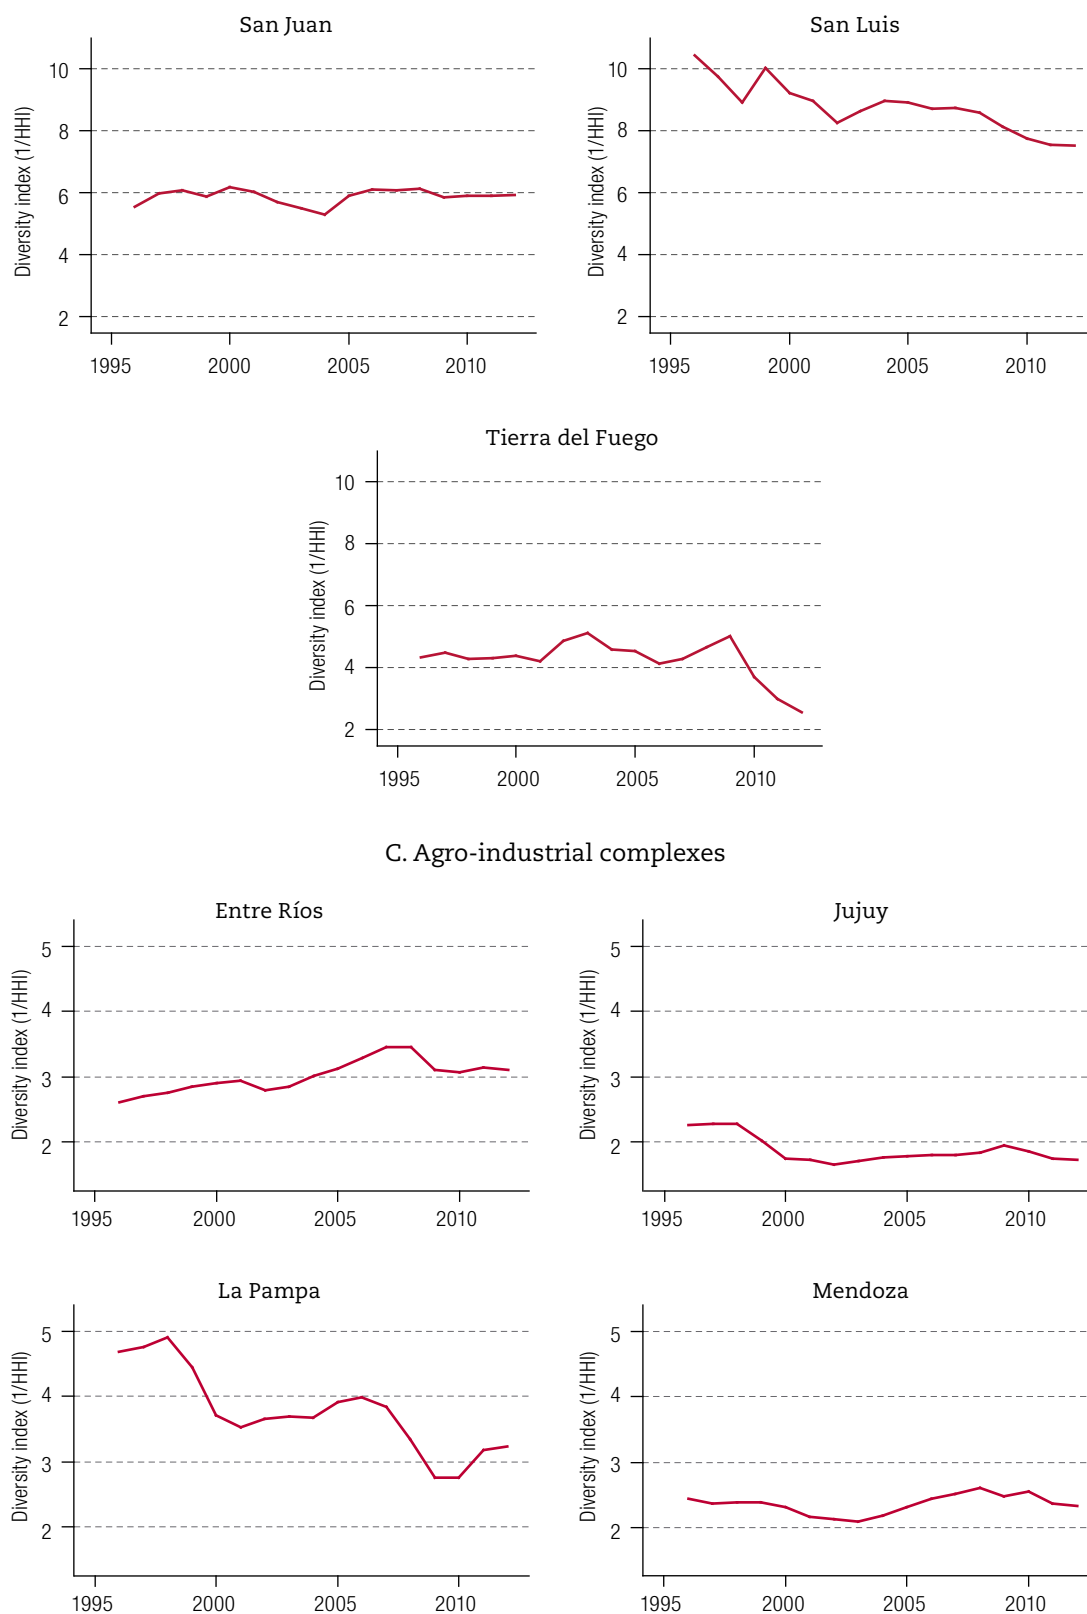 San Juan
Diversity index (1/HHI)
10
8
6
4
2
1995 2000 2005 2010
San Luis
Diversity index (1/HHI)
10
8
6
4
2
1995 2000 2005 2010
Tierra del Fuego
Diversity index (1/HHI)
10
8
6
4
2
1995 2000 2005 2010
C. Agro-industrial complexes
Entre Ríos
Diversity index (1/HHI)
5
4
3
2
1995 2000 2005 2010
Jujuy
Diversity index (1/HHI)
5
4
3
2
1995 2000 2005 2010
La Pampa
Diversity index (1/HHI)
5
4
3
2
1995 2000 2005 2010
Mendoza
Diversity index (1/HHI)
5
4
3
2
1995 2000 2005 2010